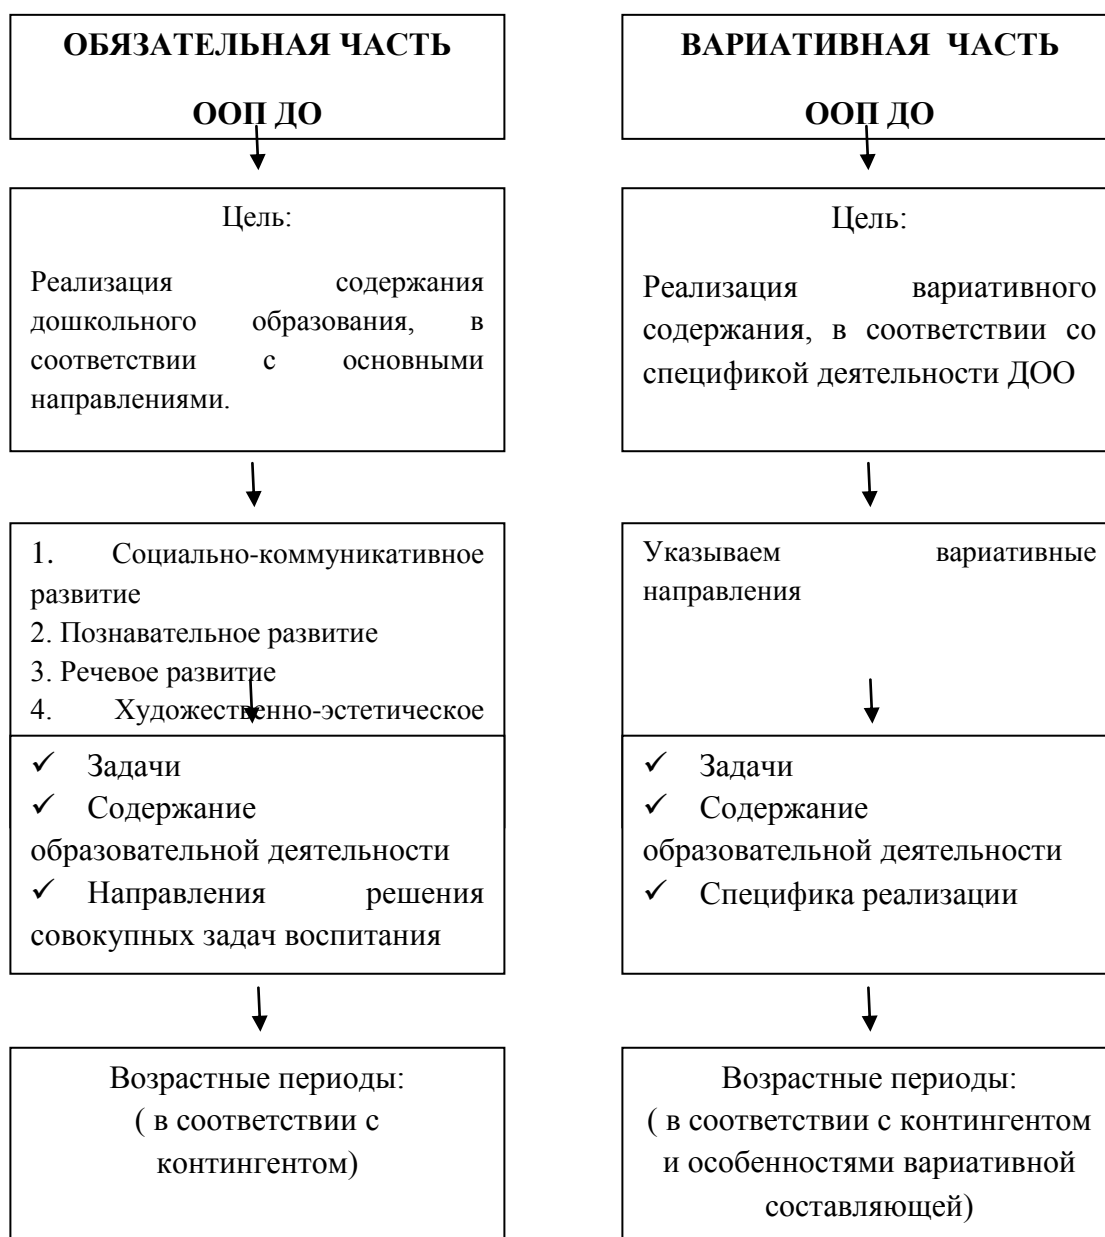 ОБЯЗАТЕЛЬНАЯ ЧАСТЬ
ООП ДО
Цель:
Реализация содержания
дошкольного образования, в
соответствии с основными
направлениями.
1. Социально-коммуникативное
развитие
2. Познавательное развитие
3. Речевое развитие
4. Художественно-эстетическое
✓ Задачи
✓ Содержание
образовательной деятельности
✓ Направления решения
совокупных задач воспитания
Возрастные периоды:
( в соответствии с
контингентом)
ВАРИАТИВНАЯ ЧАСТЬ
ООП ДО
Цель:
Реализация вариативного
содержания, в соответствии со
спецификой деятельности ДОО
Указываем вариативные
направления
✓ Задачи
✓ Содержание
образовательной деятельности
✓ Специфика реализации
Возрастные периоды:
( в соответствии с контингентом
и особенностями вариативной
составляющей)